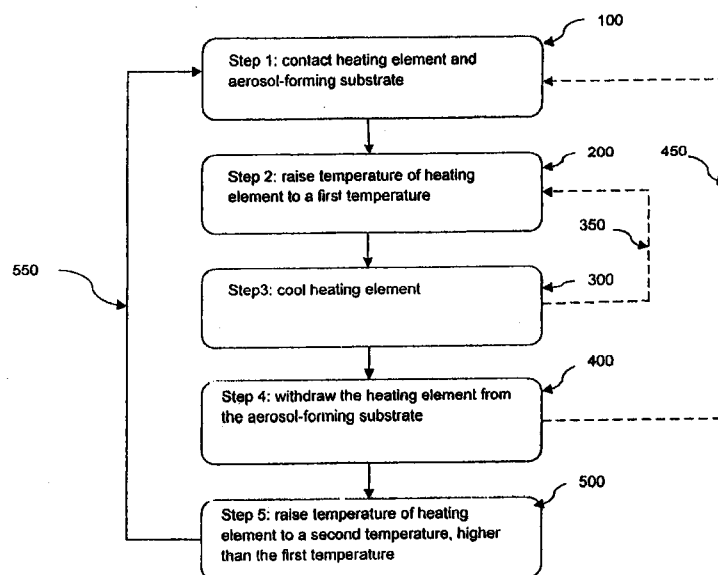 100
Step 1: contact heating element and
aerosol-forming substrate
200
450
Step 2: raise temperature of heating
element to a first temperature
350
550
300
Step3: cool heating element
400
Step 4: withdraw the heating element from
the aerosol-forming substrate
500
Step 5: raise temperature of heating
element to a second temperature, higher
than the first temperature